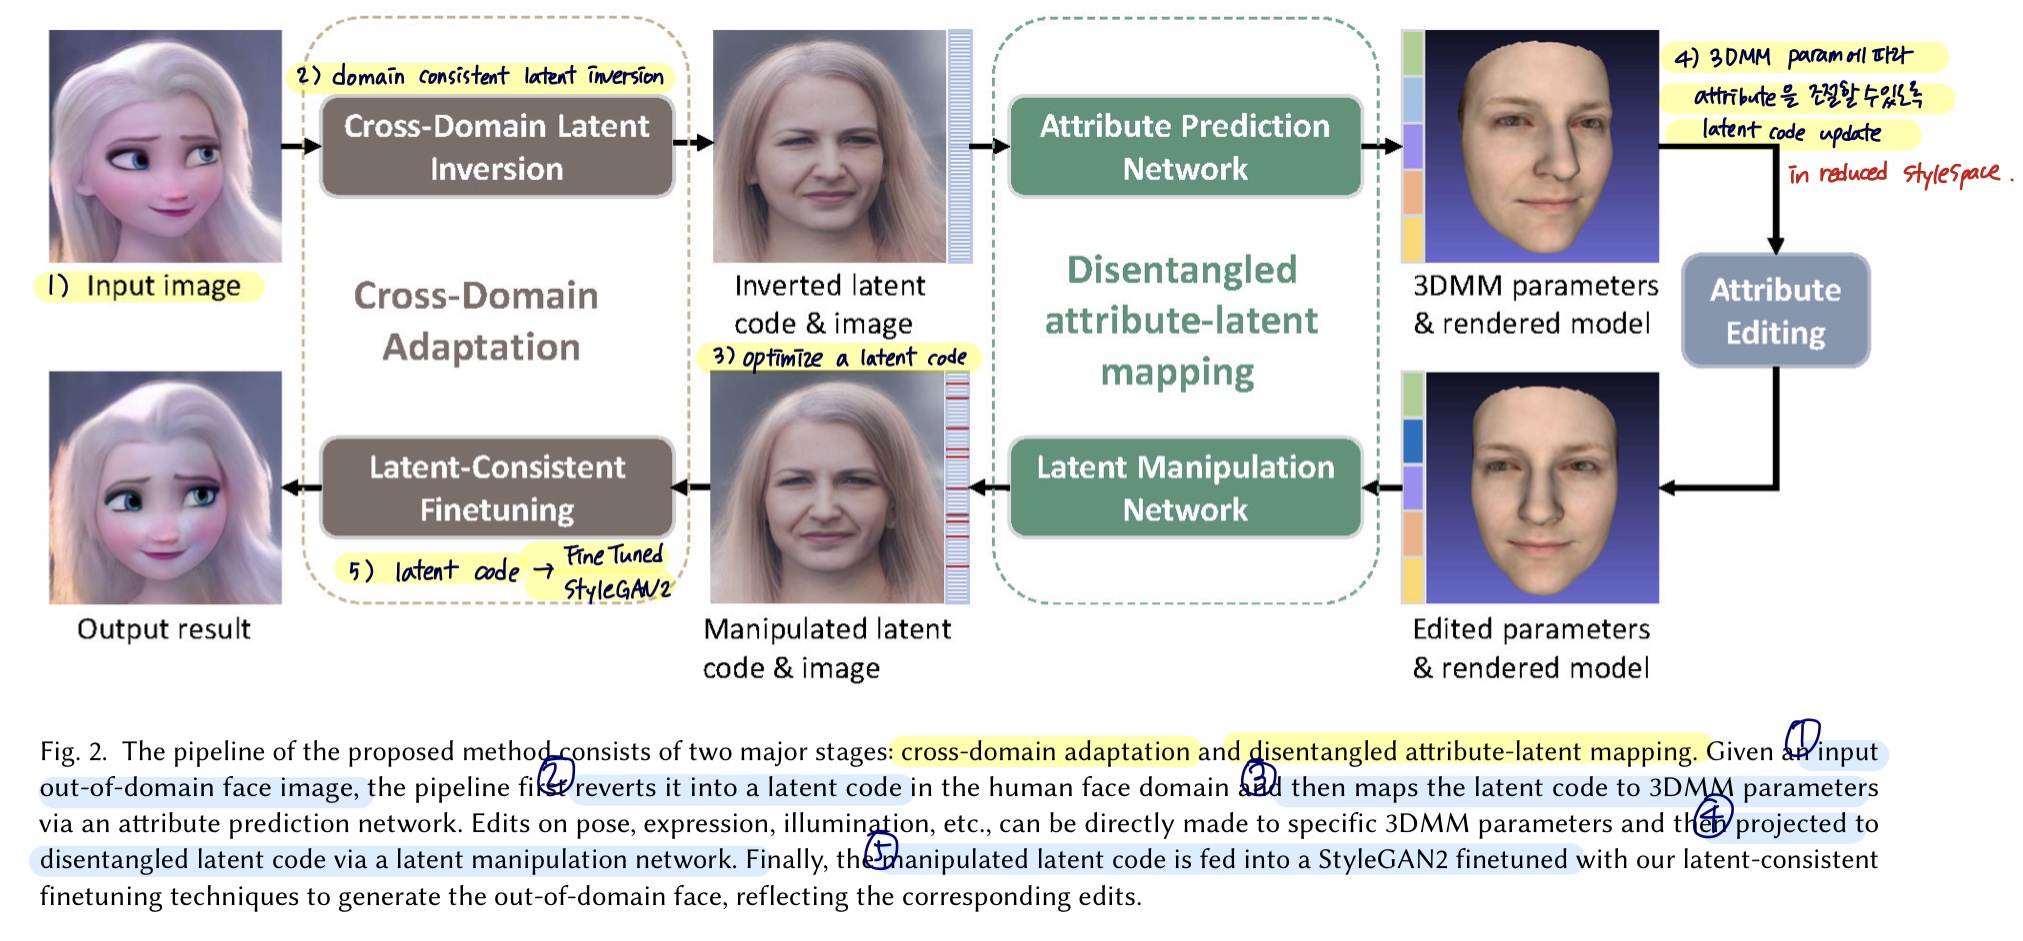 2) domain consistent latent inversion
Cross-Domain Latent
Inversion
Attribute Prediction
Network
4) 3DMM param에 따라
attribute을 조절할 수 있도록
latent code update
in reduced stylespace.
1) Input image
Cross-Domain
Adaptation
Inverted latent
code & image
3) optimize a latent code
Disentangled
attribute-latent
mapping
3DMM parameters
& rendered model
Attribute
Editing
Latent-Consistent
Finetuning
Latent Manipulation
Network
5) latent code → Fine Tuned
StyleGAN2
Output result
Manipulated latent
code & image
Edited parameters
& rendered model
Fig. 2. The pipeline of the proposed method consists of two major stages: cross-domain adaptation and disentangled attribute-latent mapping. Given an ① input
out-of-domain face image, the pipeline first ② reverts it into a latent code in the human face domain and ③ then maps the latent code to 3DMM parameters
via an attribute prediction network. Edits on pose, expression, illumination, etc., can be directly made to specific 3DMM parameters and then ④ projected to
disentangled latent code via a latent manipulation network. Finally, the ⑤ manipulated latent code is fed into a StyleGAN2 finetuned with our latent-consistent
finetuning techniques to generate the out-of-domain face, reflecting the corresponding edits.